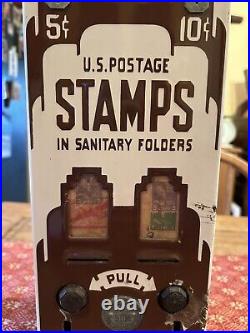 5¢ 10¢
U.S. POSTAGE
STAMPS
IN SANITARY FOLDERS
PULL